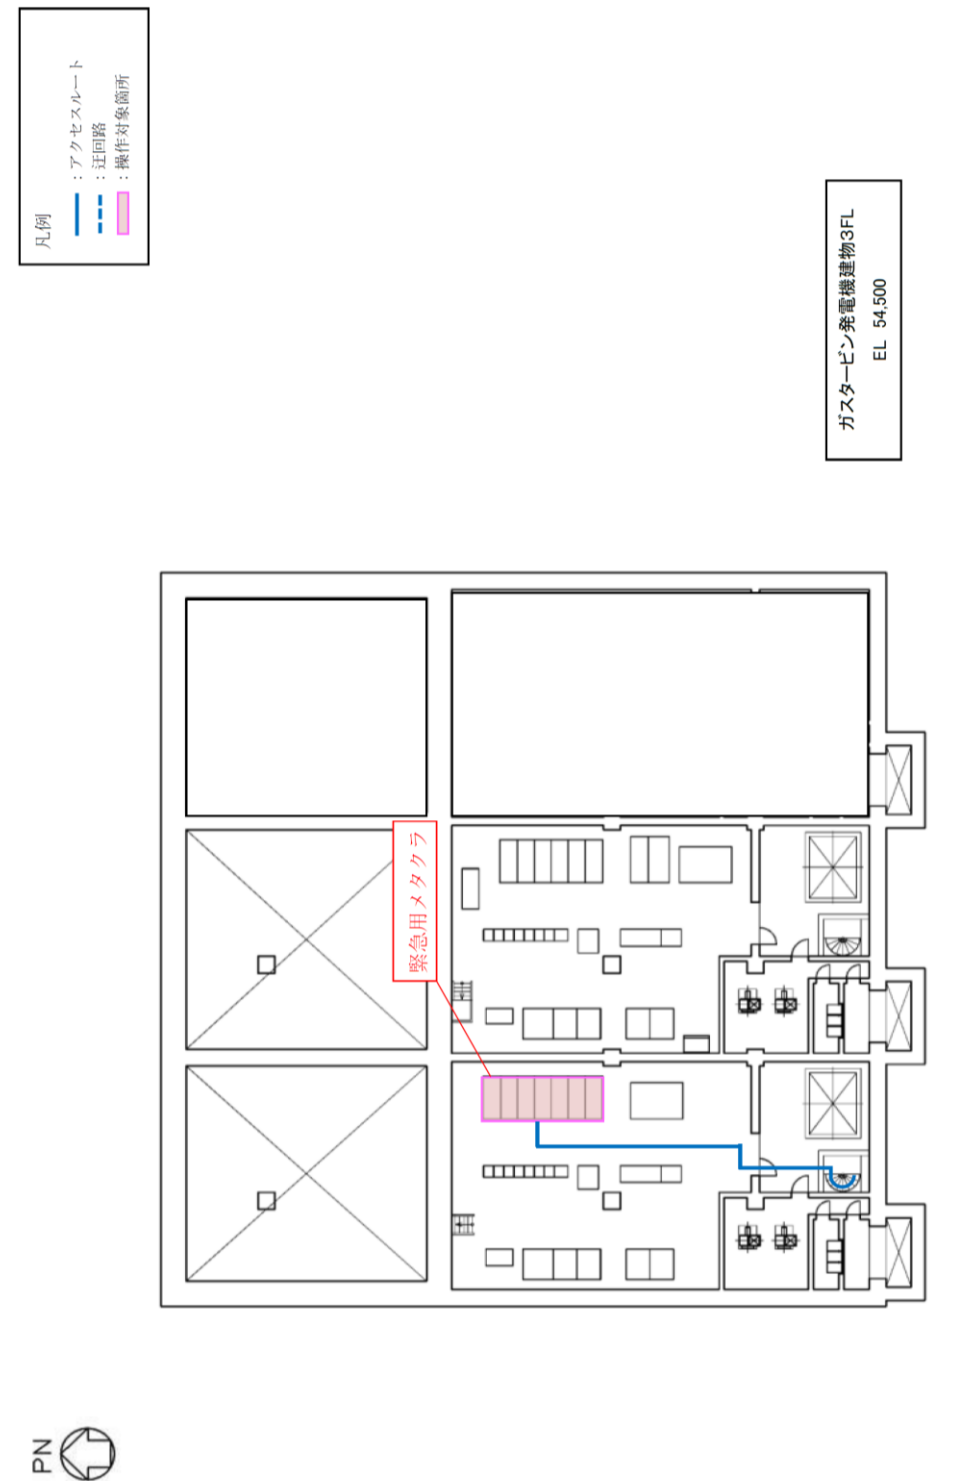 凡例
：アクセスルート
：迂回路
：操作対象箇所
ガスタービン発電機建物3FL
EL 54,500
緊急用メタクラ
PN